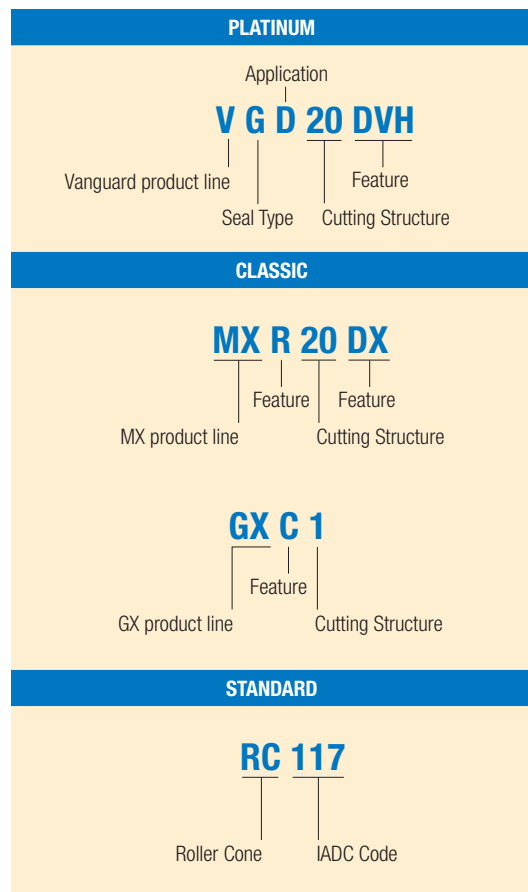 PLATINUM
Application
V G D 20 DVH
Vanguard product line
Feature
Seal Type
Cutting Structure
CLASSIC
MX R 20 DX
Feature
Feature
MX product line
Cutting Structure
GX C 1
Feature
GX product line
Cutting Structure
STANDARD
RC 117
Roller Cone
IADC Code